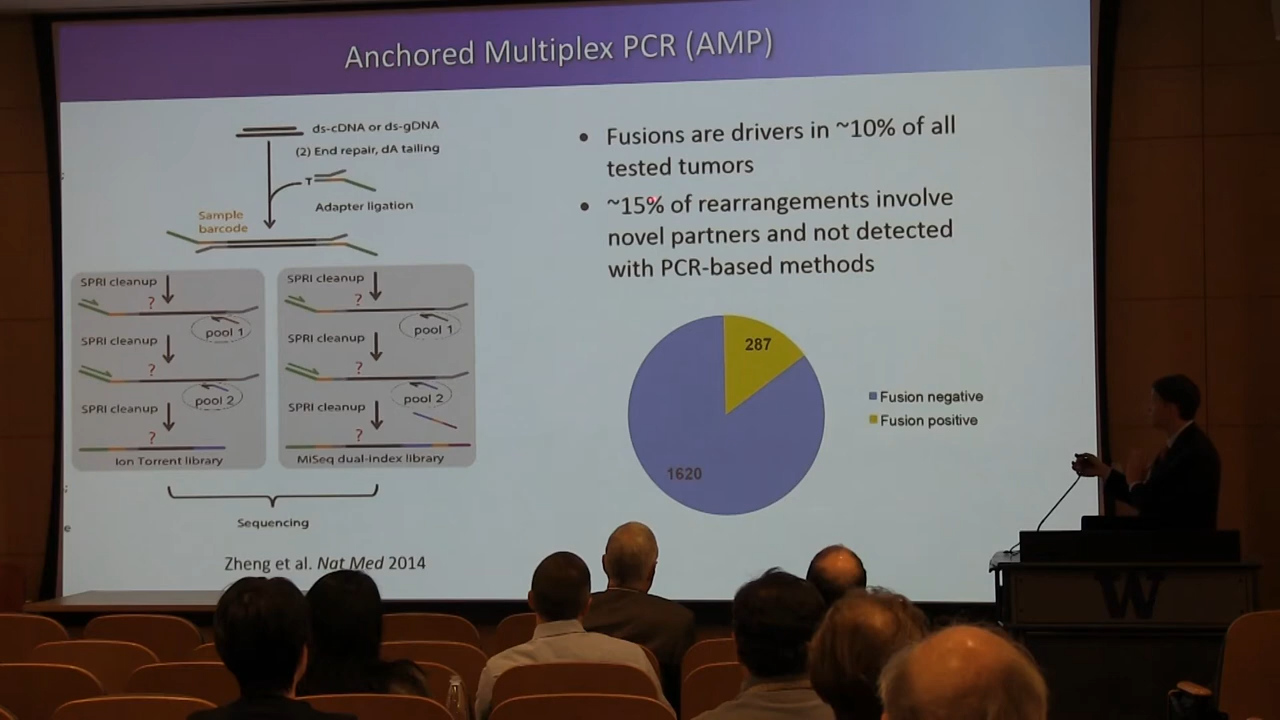 Anchored Multiplex PCR (AMP)
ds-cDNA or ds-gDNA
(2) End repair, dA tailing
T
Adapter ligation
Sample
barcode
SPRI cleanup
?
pool 1
SPRI cleanup
?
pool 2
SPRI cleanup
?
Ion Torrent library
SPRI cleanup
?
pool 1
SPRI cleanup
?
pool 2
SPRI cleanup
?
MiSeq dual-index library
Sequencing
Zheng et al. Nat Med 2014
• Fusions are drivers in ~10% of all
tested tumors
• ~15% of rearrangements involve
novel partners and not detected
with PCR-based methods
287
1620
Fusion negative
Fusion positive
e
W